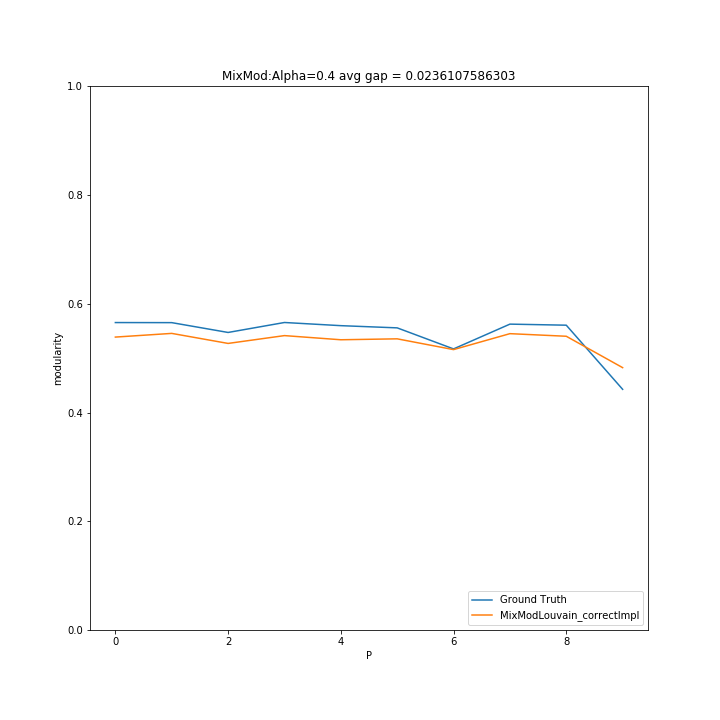 MixMod:Alpha=0.4 avg gap = 0.0236107586303
1.0
0.8
0.6
0.4
0.2
0.0
modularity
0 2 4 6 8
P
Ground Truth
MixModLouvain_correctImpl